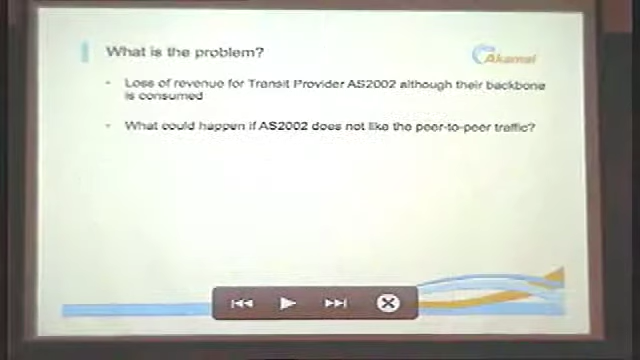 What is the problem?
Akamai
Loss of revenue for Transit Provider AS2002 although their backbone
is consumed
What could happen if AS2002 does not like the peer-to-peer traffic?